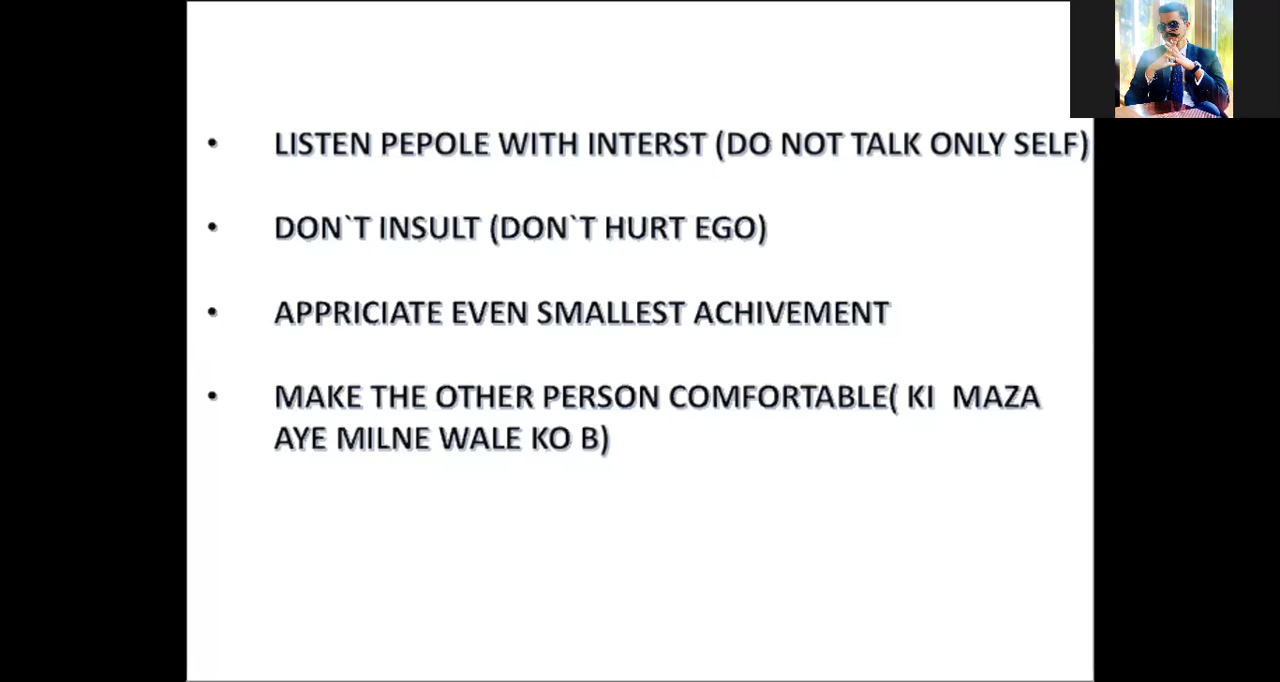 • LISTEN PEPOLE WITH INTERST (DO NOT TALK ONLY SELF)
• DON`T INSULT (DON`T HURT EGO)
• APPRICIATE EVEN SMALLEST ACHIVEMENT
• MAKE THE OTHER PERSON COMFORTABLE( KI  MAZA
AYE MILNE WALE KO B)